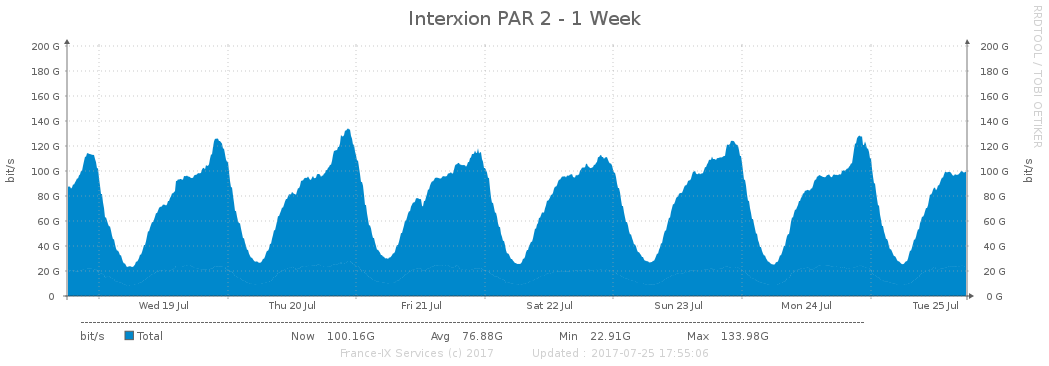 Interxion PAR 2 - 1 Week
RRDTOOL / TOBI OETIKER
bit/s
200 G
180 G
160 G
140 G
120 G
100 G
80 G
60 G
40 G
20 G
0
200 G
180 G
160 G
140 G
120 G
100 G
80 G
60 G
40 G
20 G
0 G
bit/s
Wed 19 Jul Thu 20 Jul Fri 21 Jul Sat 22 Jul Sun 23 Jul Mon 24 Jul Tue 25 Jul
bit/s Total Now 100.16G Avg 76.88G Min 22.91G Max 133.98G
France-IX Services (c) 2017 Updated : 2017-07-25 17:55:06